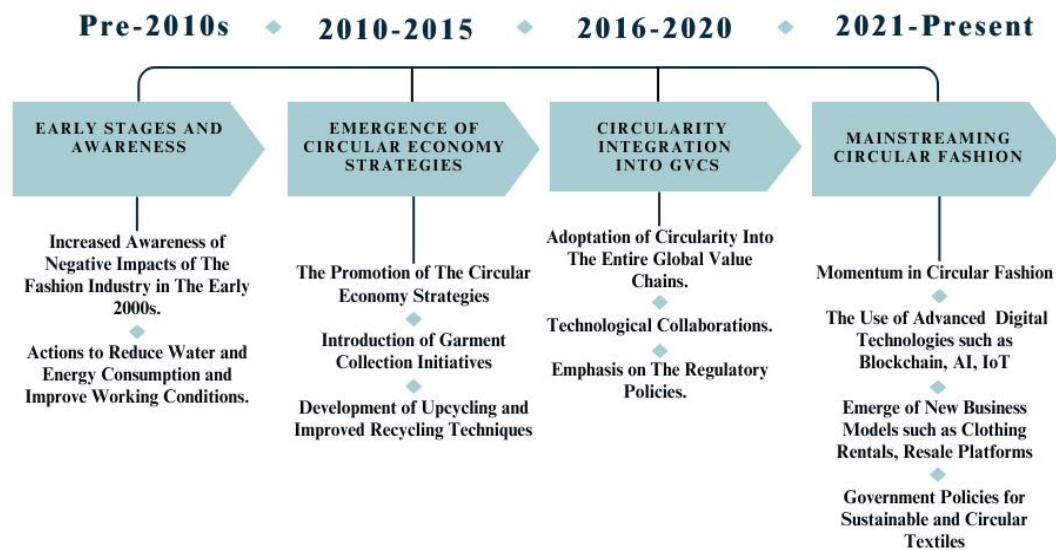 Pre-2010s
2010-2015
2016-2020
2021-Present
EARLY STAGES AND
AWARENESS
Increased Awareness of
Negative Impacts of The
Fashion Industry in The Early
2000s.
Actions to Reduce Water and
Energy Consumption and
Improve Working Conditions.
EMERGENCE OF
CIRCULAR ECONOMY
STRATEGIES
The Promotion of The Circular
Economy Strategies
Introduction of Garment
Collection Initiatives
Development of Upcycling and
Improved Recycling Techniques
CIRCULARITY
INTEGRATION
INTO GVCS
Adoptation of Circularity Into
The Entire Global Value
Chains.
Technological Collaborations.
Emphasis on The Regulatory
Policies.
MAINSTREAMING
CIRCULAR FASHION
Momentum in Circular Fashion
The Use of Advanced Digital
Technologies such as
Blockchain, AI, IoT
Emerge of New Business
Models such as Clothing
Rentals, Resale Platforms
Government Policies for
Sustainable and Circular
Textiles